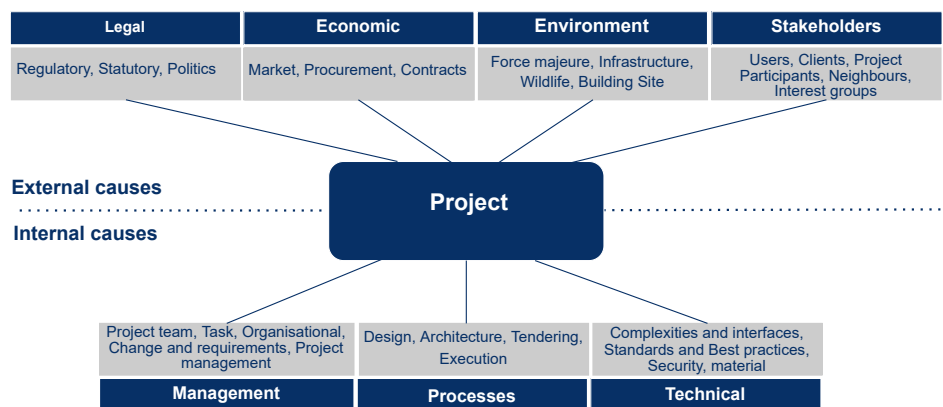 Legal
Economic
Environment
Stakeholders
Regulatory, Statutory, Politics
Market, Procurement, Contracts
Force majeure, Infrastructure,
Wildlife, Building Site
Users, Clients, Project
Participants, Neighbours,
Interest groups
External causes
Project
Internal causes
Project team, Task, Organisational,
Change and requirements, Project
management
Design, Architecture, Tendering,
Execution
Complexities and interfaces,
Standards and Best practices,
Security, material
Management
Processes
Technical